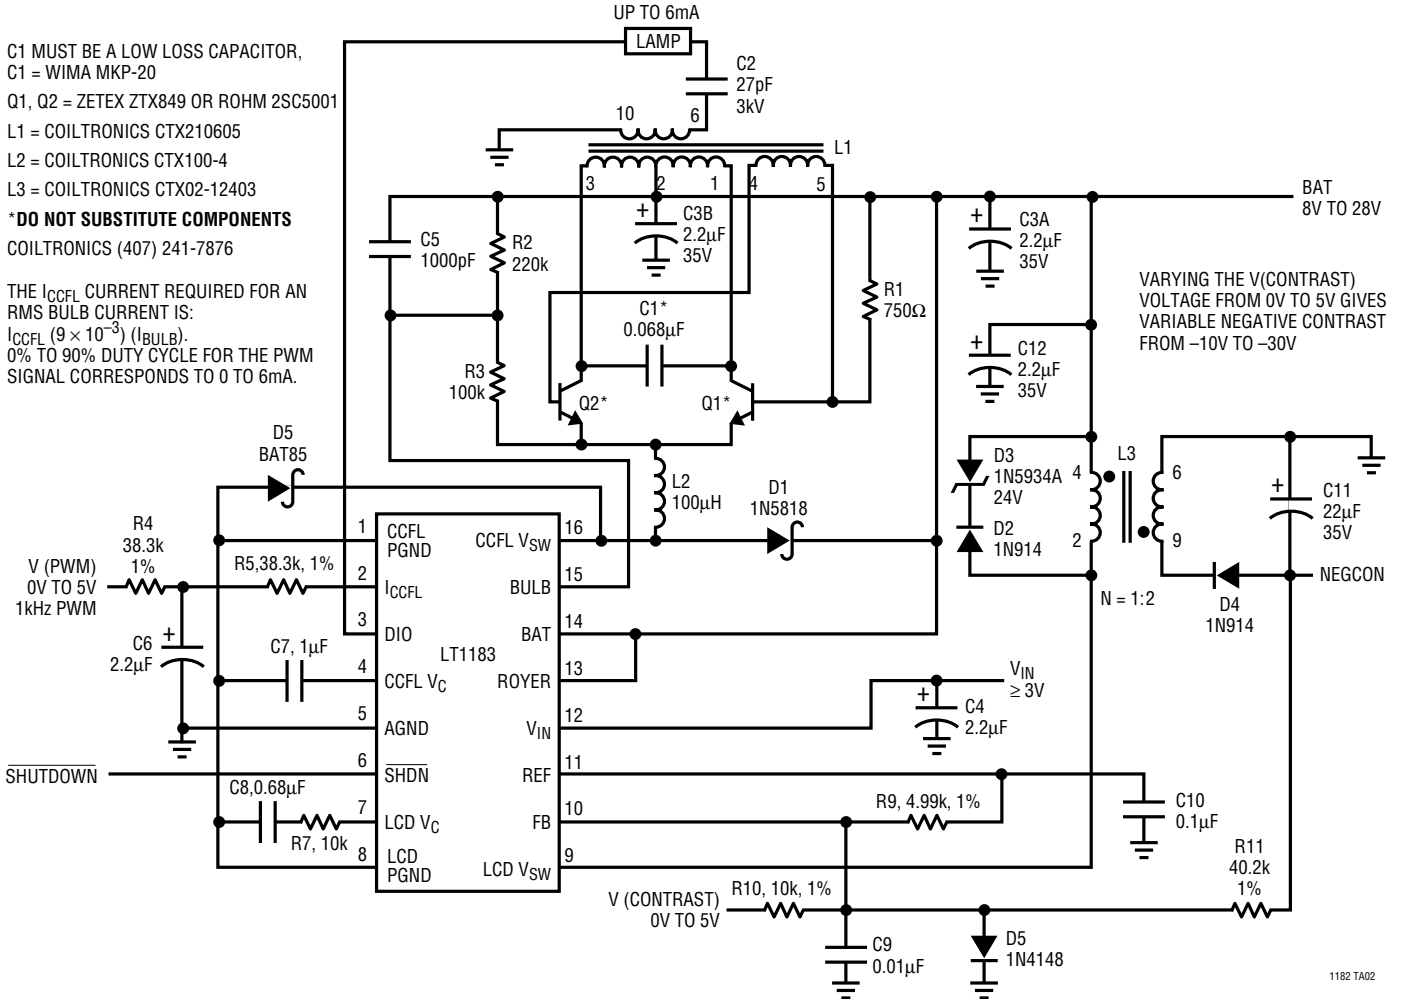 UP TO 6mA
LAMP
C1 MUST BE A LOW LOSS CAPACITOR,
C1 = WIMA MKP-20
Q1, Q2 = ZETEX ZTX849 OR ROHM 2SC5001
L1 = COILTRONICS CTX210605
L2 = COILTRONICS CTX100-4
L3 = COILTRONICS CTX02-12403
*DO NOT SUBSTITUTE COMPONENTS
COILTRONICS (407) 241-7876
THE ICCFL CURRENT REQUIRED FOR AN
RMS BULB CURRENT IS:
ICCFL (9 × 10–3) (IBULB).
0% TO 90% DUTY CYCLE FOR THE PWM
SIGNAL CORRESPONDS TO 0 TO 6mA.
C2
27pF
3kV
10
6
L1
3
2
1
4
5
BAT
8V TO 28V
C5
1000pF
R2
220k
+
C3B
2.2µF
35V
R1
750Ω
+
C3A
2.2µF
35V
VARYING THE V(CONTRAST)
VOLTAGE FROM 0V TO 5V GIVES
VARIABLE NEGATIVE CONTRAST
FROM –10V TO –30V
C1*
0.068µF
+
C12
2.2µF
35V
R3
100k
Q2*
Q1*
D5
BAT85
L2
100µH
D1
1N5818
D3
1N5934A
24V
D2
1N914
4
2
L3
6
9
N = 1:2
+
C11
22µF
35V
D4
1N914
NEGCON
R4
38.3k
1%
V (PWM)
0V TO 5V
1kHz PWM
R5,38.3k, 1%
+
C6
2.2µF
C7, 1µF
SHUTDOWN
C8,0.68µF
R7, 10k
LT1183
1
CCFL
PGND
2
ICCFL
3
DIO
4
CCFL VC
5
AGND
6
SHDN
7
LCD VC
8
LCD
PGND
CCFL VSW
16
BULB
15
BAT
14
ROYER
13
VIN
12
REF
11
FB
10
LCD VSW
9
VIN
≥ 3V
+
C4
2.2µF
R9, 4.99k, 1%
C10
0.1µF
R11
40.2k
1%
V (CONTRAST)
0V TO 5V
R10, 10k, 1%
C9
0.01µF
D5
1N4148
1182 TA02